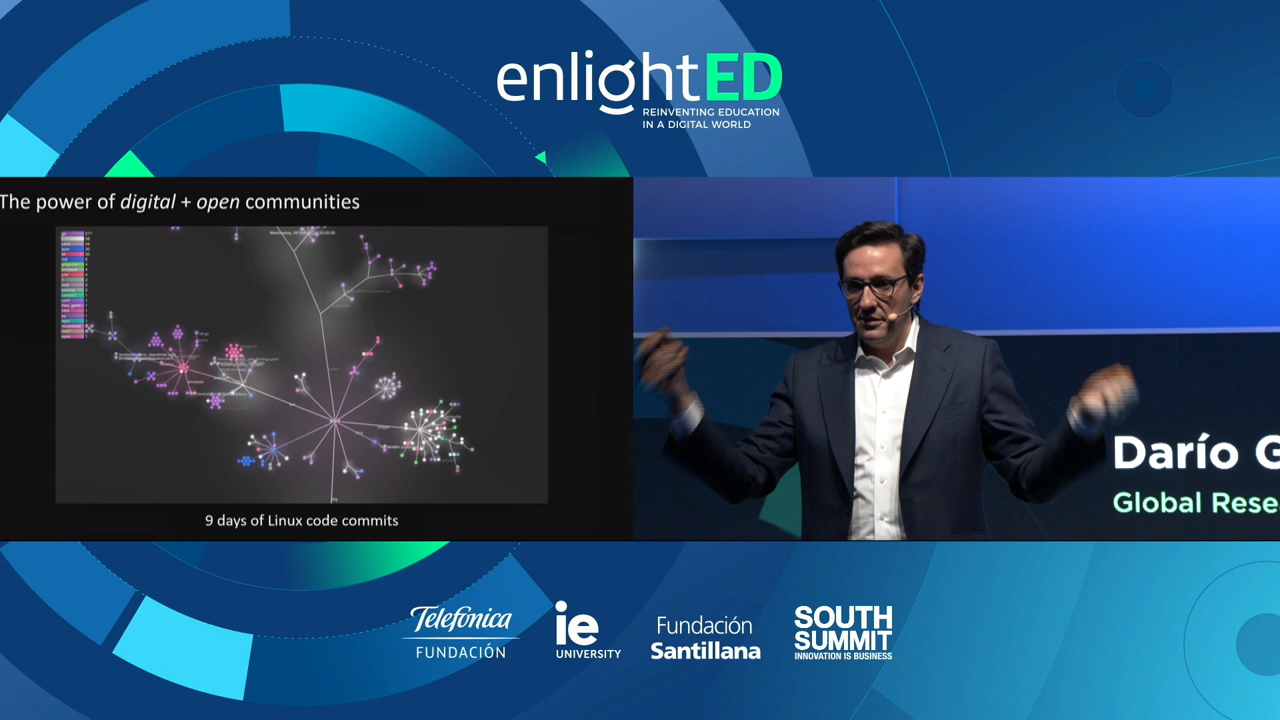 enlightED
REINVENTING EDUCATION
IN A DIGITAL WORLD
The power of digital + open communities
9 days of Linux code commits
Darío G
Global Rese
Telefónica
FUNDACIÓN
ie
UNIVERSITY
Fundación
Santillana
SOUTH
SUMMIT
INNOVATION IS BUSINESS